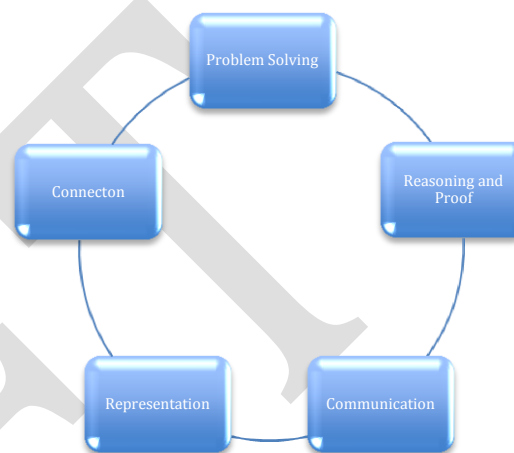 Problem Solving
Reasoning and
Proof
Communication
Representation
Connecton